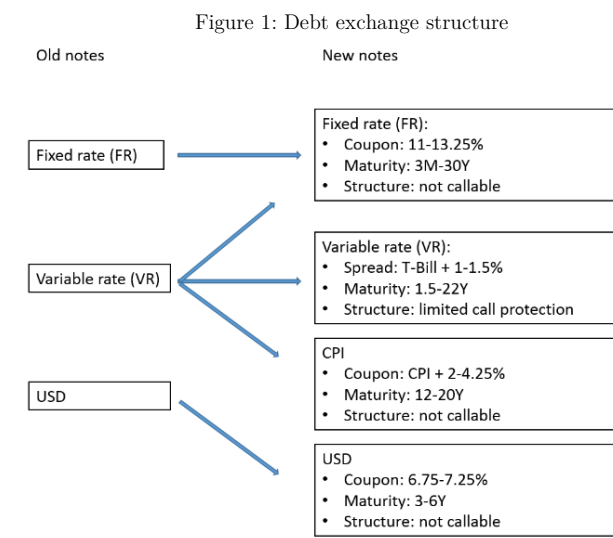 Figure 1: Debt exchange structure
Old notes
New notes
Fixed rate (FR)
Variable rate (VR)
USD
Fixed rate (FR):
• Coupon: 11-13.25%
• Maturity: 3M-30Y
• Structure: not callable
Variable rate (VR):
• Spread: T-Bill + 1-1.5%
• Maturity: 1.5-22Y
• Structure: limited call protection
CPI
• Coupon: CPI + 2-4.25%
• Maturity: 12-20Y
• Structure: not callable
USD
• Coupon: 6.75-7.25%
• Maturity: 3-6Y
• Structure: not callable